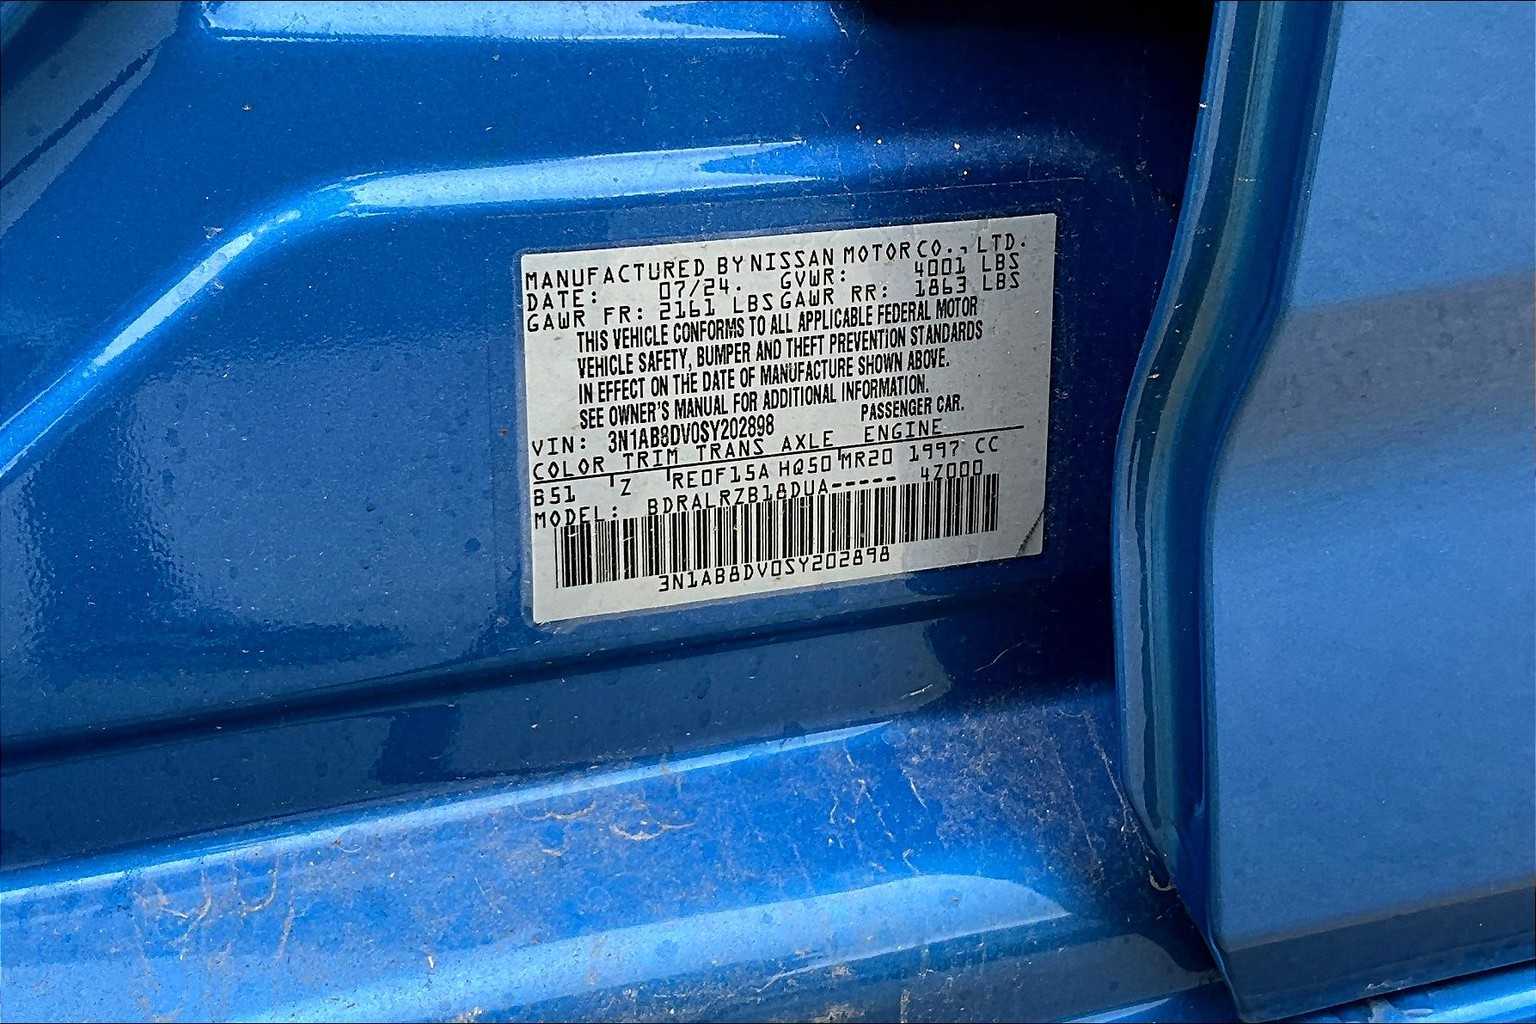 MANUFACTURED BY NISSAN MOTOR CO., LTD.
DATE: 07/24. GVWR: 4001 LBS
GAWR FR: 2161 LBS GAWR RR: 1863 LBS
THIS VEHICLE CONFORMS TO ALL APPLICABLE FEDERAL MOTOR
VEHICLE SAFETY, BUMPER AND THEFT PREVENTION STANDARDS
IN EFFECT ON THE DATE OF MANUFACTURE SHOWN ABOVE.
SEE OWNER'S MANUAL FOR ADDITIONAL INFORMATION.
PASSENGER CAR.
VIN: 3N1AB8DV0SY202898
COLOR TRIM TRANS AXLE ENGINE
B51 Z RE0F15A HQ50 MR20 1997 CC
MODEL: BDRALRZB18DUA----- 4Z000
3N1AB8DV0SY202898